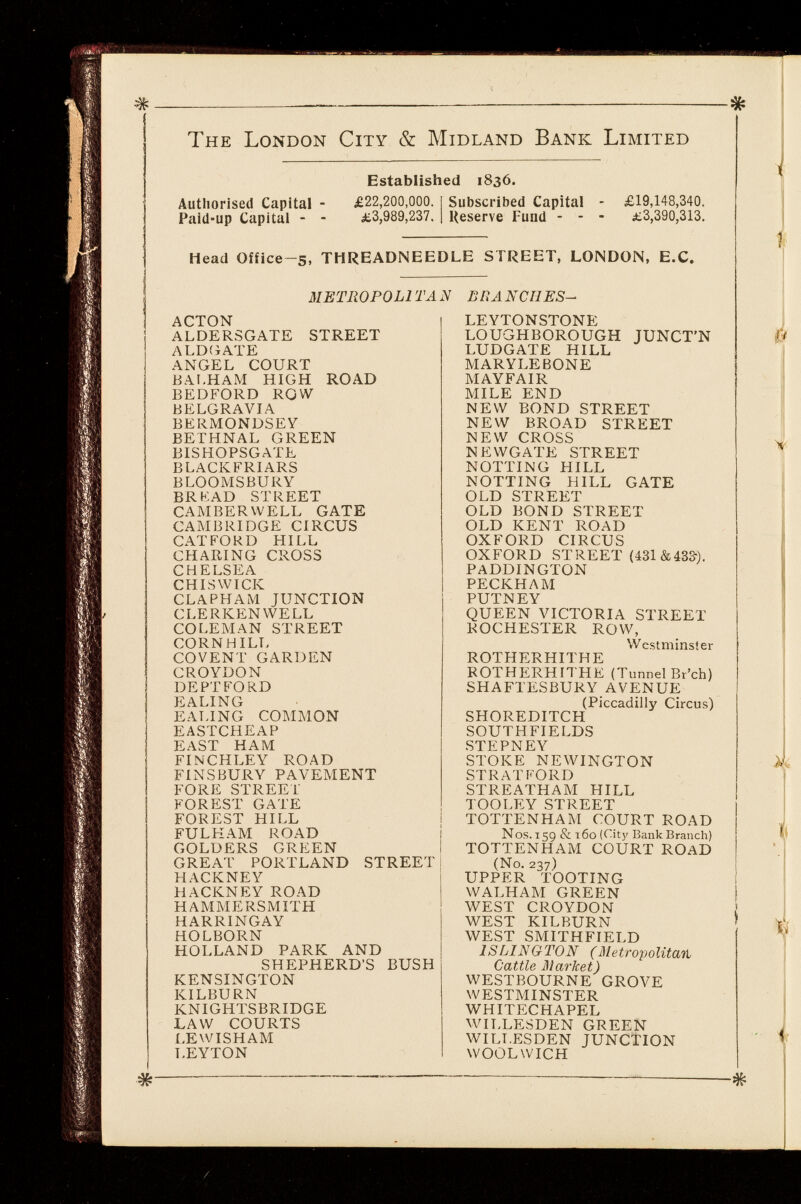 THE LONDON CITY & MIDLAND BANK LIMITED
Established 1836.
Authorised Capital - £22,200,000.
Paid-up Capital - - £3,989,237.
Subscribed Capital - £19,148,340.
Reserve Fund - - - £3,390,313.
Head Office—5, THREADNEEDLE STREET, LONDON, E.C.
METROPOLITAN BRANCHES—
ACTON
ALDERSGATE STREET
ALDGATE
ANGEL COURT
BALHAM HIGH ROAD
BEDFORD ROW
BELGRAVIA
BERMONDSEY
BETHNAL GREEN
BISHOPSGATE
BLACKFRIARS
BLOOMSBURY
BREAD STREET
CAMBERWELL GATE
CAMBRIDGE CIRCUS
CATFORD HILL
CHARING CROSS
CHELSEA
CHISWICK
CLAPHAM JUNCTION
CLERKENWELL
COLEMAN STREET
CORNHILL
COVENT GARDEN
CROYDON
DEPTFORD
EALING
EALING COMMON
EASTCHEAP
EAST HAM
FINCHLEY ROAD
FINSBURY PAVEMENT
FORE STREET
FOREST GATE
FOREST HILL
FULHAM ROAD
GOLDERS GREEN
GREAT PORTLAND STREET
HACKNEY
HACKNEY ROAD
HAMMERSMITH
HARRINGAY
HOLBORN
HOLLAND PARK AND
SHEPHERD'S BUSH
KENSINGTON
KILBURN
KNIGHTSBRIDGE
LAW COURTS
LEWISHAM
LEYTON
LEYTONSTONE
LOUGHBOROUGH JUNCT'N
LUDGATE HILL
MARYLEBONE
MAYFAIR
MILE END
NEW BOND STREET
NEW BROAD STREET
NEW CROSS
NEWGATE STREET
NOTTING HILL
NOTTING HILL GATE
OLD STREET
OLD BOND STREET
OLD KENT ROAD
OXFORD CIRCUS
OXFORD STREET (431 & 433).
PADDINGTON
PECKHAM
PUTNEY
QUEEN VICTORIA STREET
ROCHESTER ROW,
Westminster
ROTHERHITHE
ROTHERHITHE (Tunnel Br'ch)
SHAFTESBURY AVENUE
(Piccadilly Circus)
SHOREDITCH
SOUTHFIELDS
STEPNEY
STOKE NEWINGTON
STRATFORD
STREATHAM HILL
TOOLEY STREET
TOTTENHAM COURT ROAD
Nos. 159 & 160 (City Bank Branch)
TOTTENHAM COURT ROAD
(No. 237)
UPPER TOOTING
WALHAM GREEN
WEST CROYDON
WEST KILBURN
WEST SMITHFIELD
ISLINGTON (Metropolitan
Cattle Market)
WESTBOURNE GROVE
WESTMINSTER
WHITECHAPEL
WILLESDEN GREEN
WILLESDEN JUNCTION
WOOLWICH